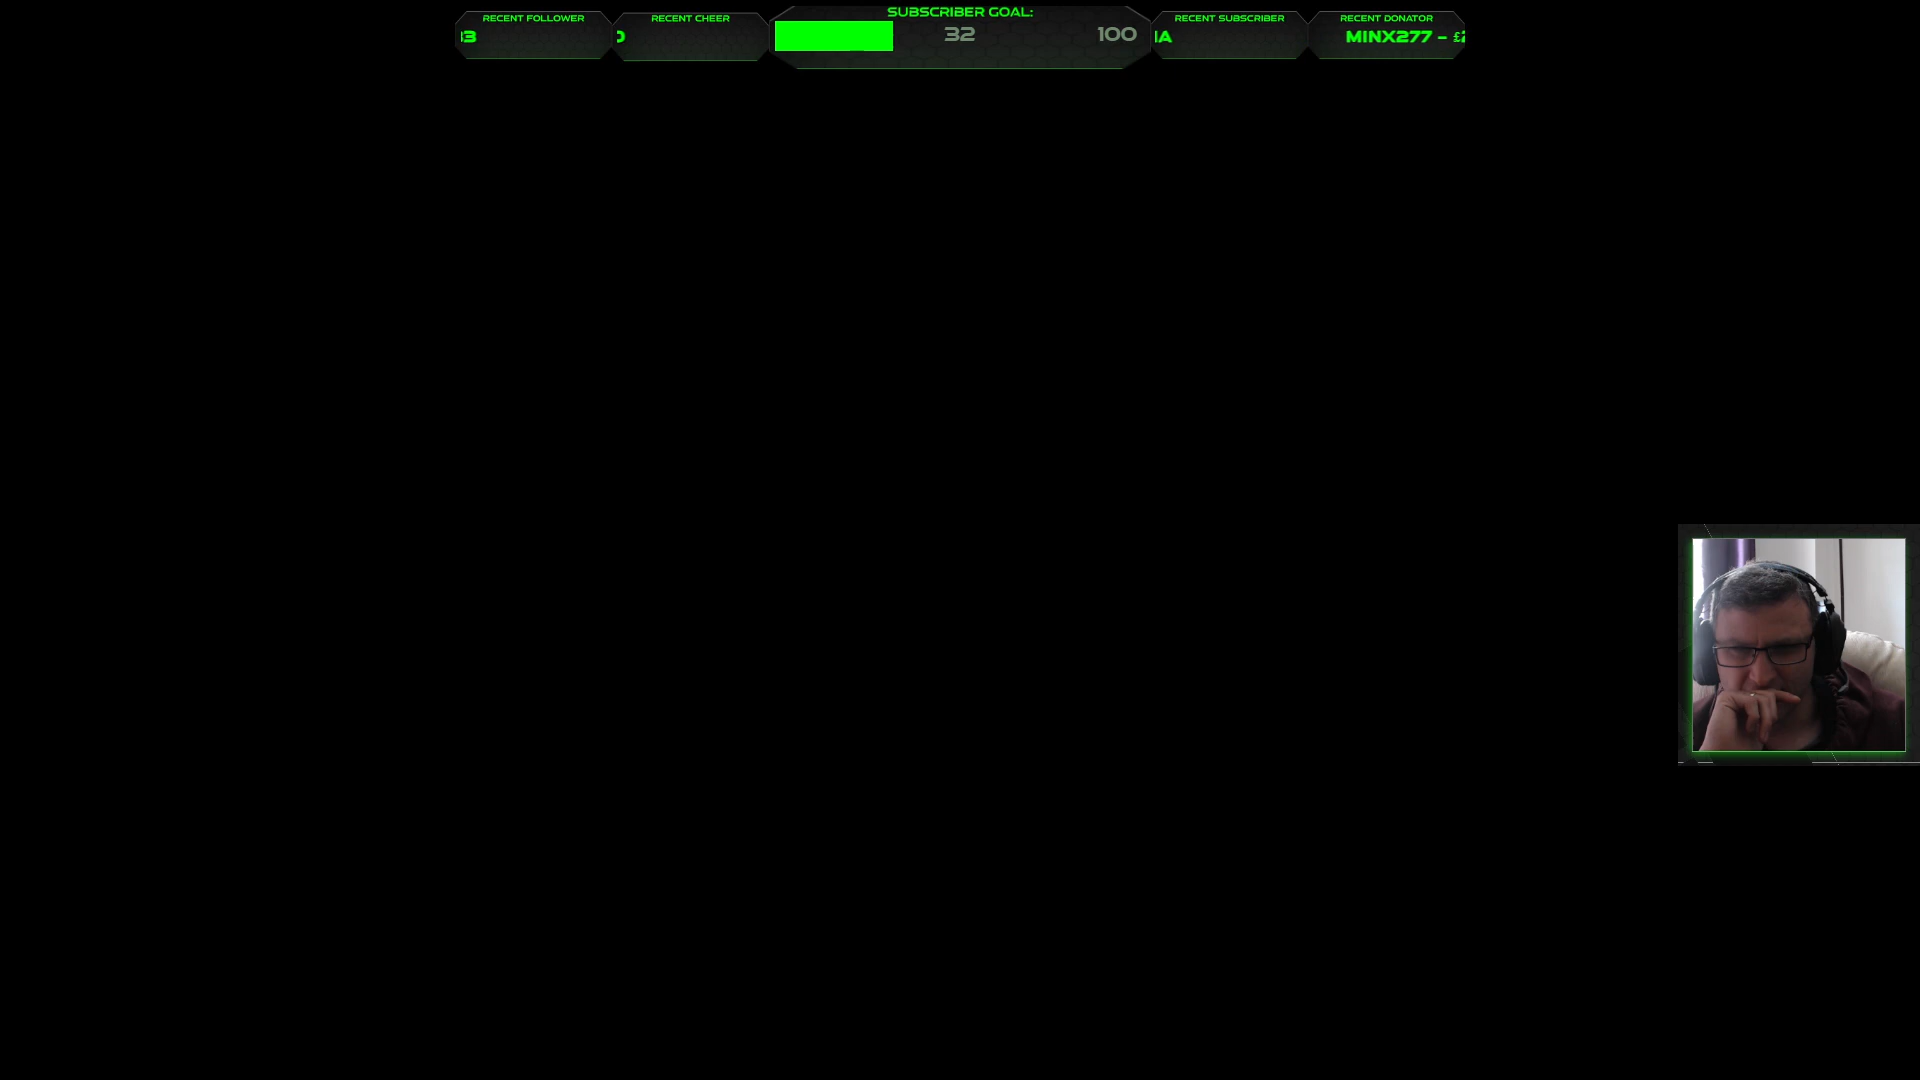 RECENT FOLLOWER
RECENT CHEER
SUBSCRIBER GOAL:
32
100
RECENT SUBSCRIBER
RECENT DONATOR
MINX277 - £